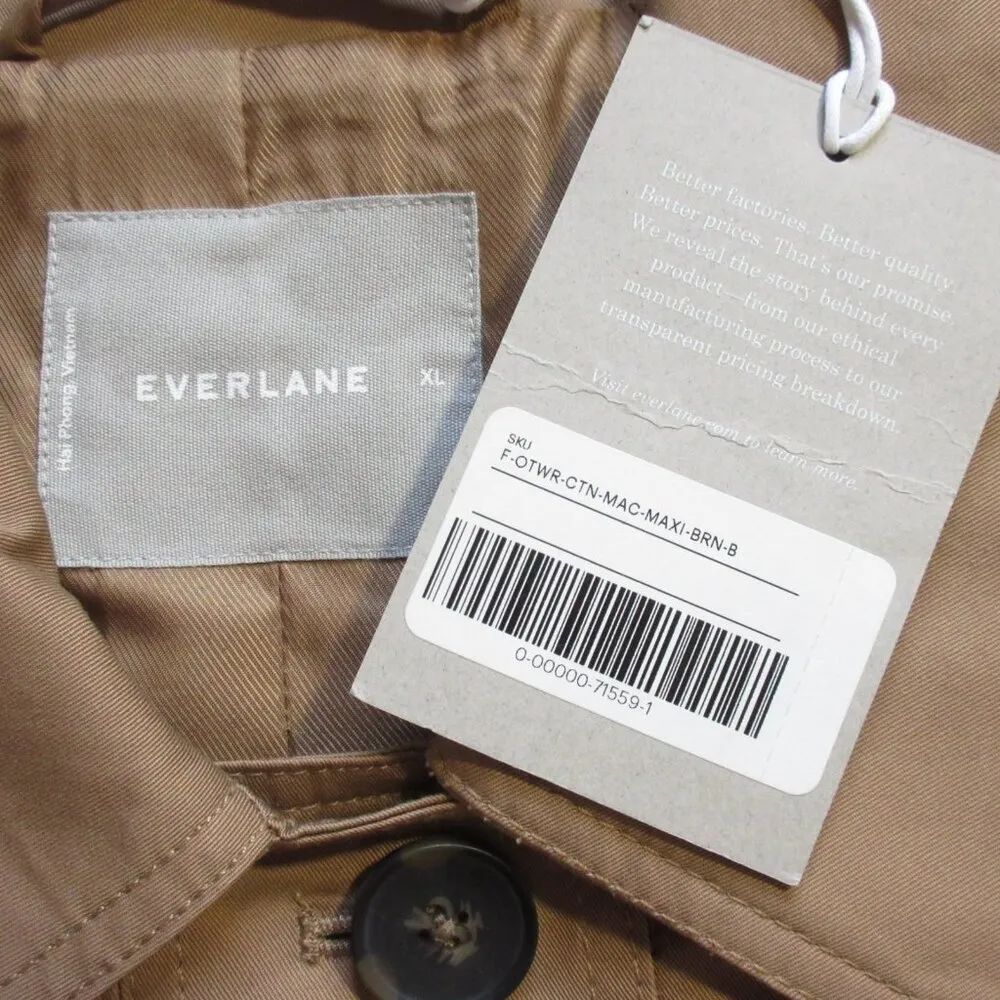 EVERLANE
XL
Hai Phong, Vietnam
Better factories. Better quality.
Better prices. That's our promise.
We reveal the story behind every
product—from our ethical
manufacturing process to our
transparent pricing breakdown.
Visit everlane.com to learn more.
SKU
F-OTWR-CTN-MAC-MAXI-BRN-B
0-00000-71559-1